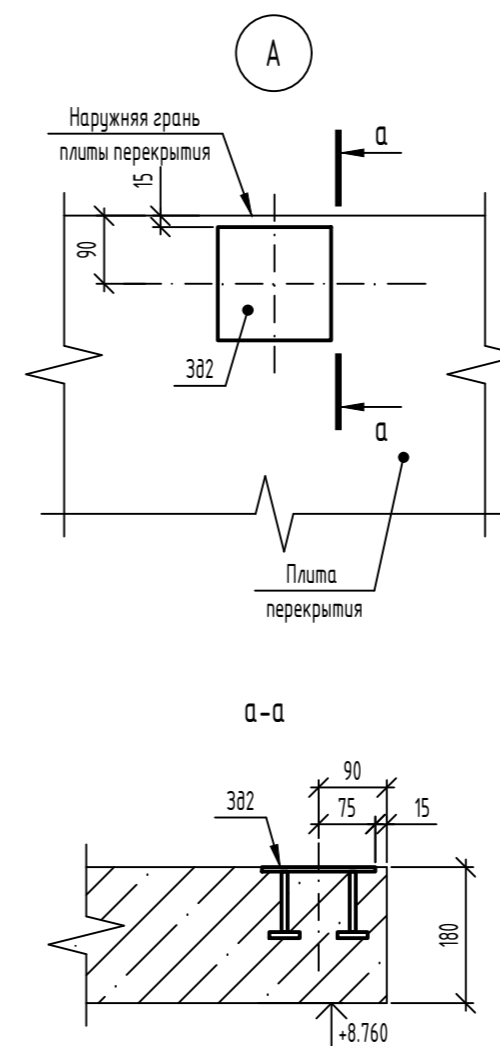 А
Наружняя грань
плиты перекрытия
а
15
90
Зд2
а
Плита
перекрытия
а-а
90
Зд2
75
15
180
+8.760